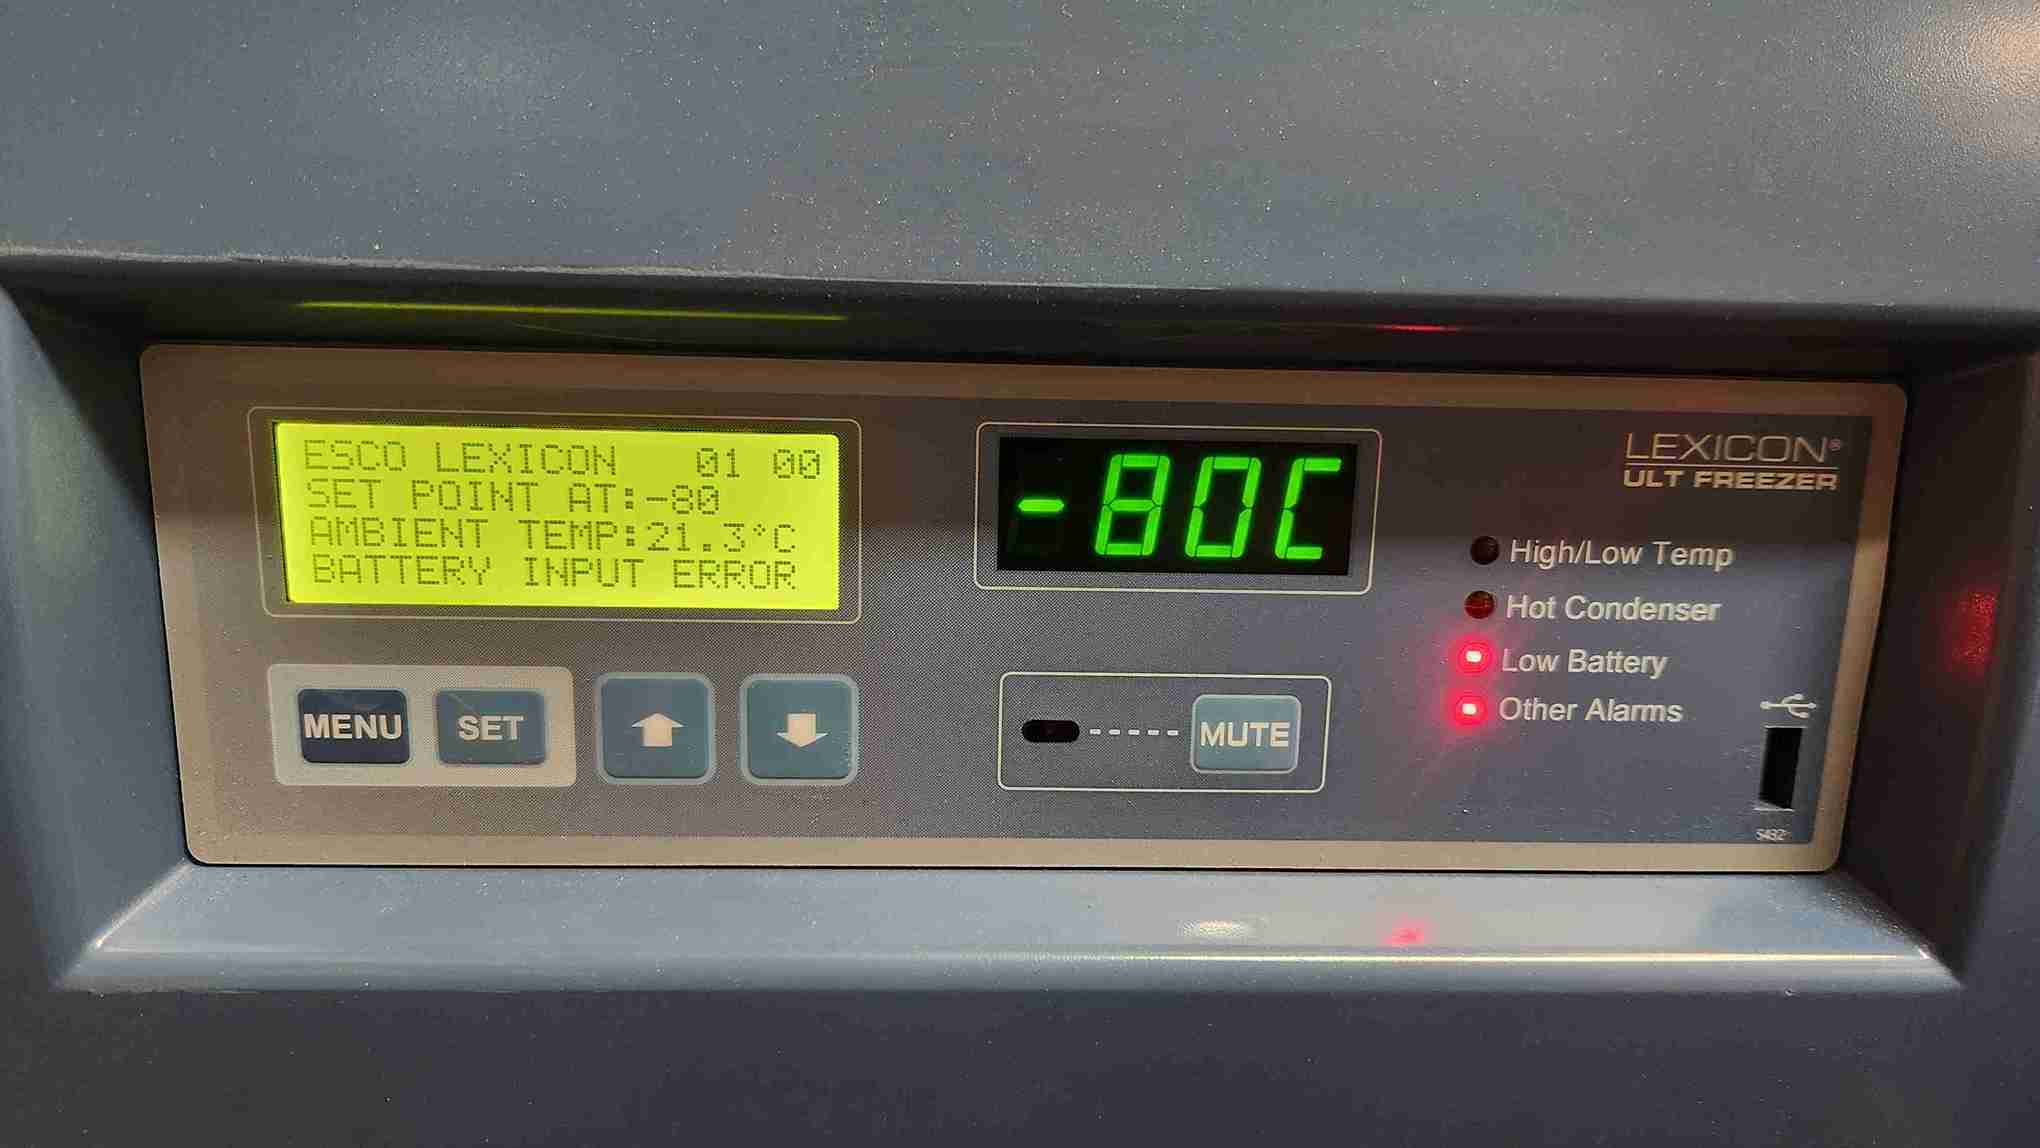 ESCO LEXICON 01 00
SET POINT AT:-80
AMBIENT TEMP:21.3°C
BATTERY INPUT ERROR
-80C
LEXICON®
ULT FREEZER
High/Low Temp
Hot Condenser
Low Battery
Other Alarms
MENU
SET
MUTE